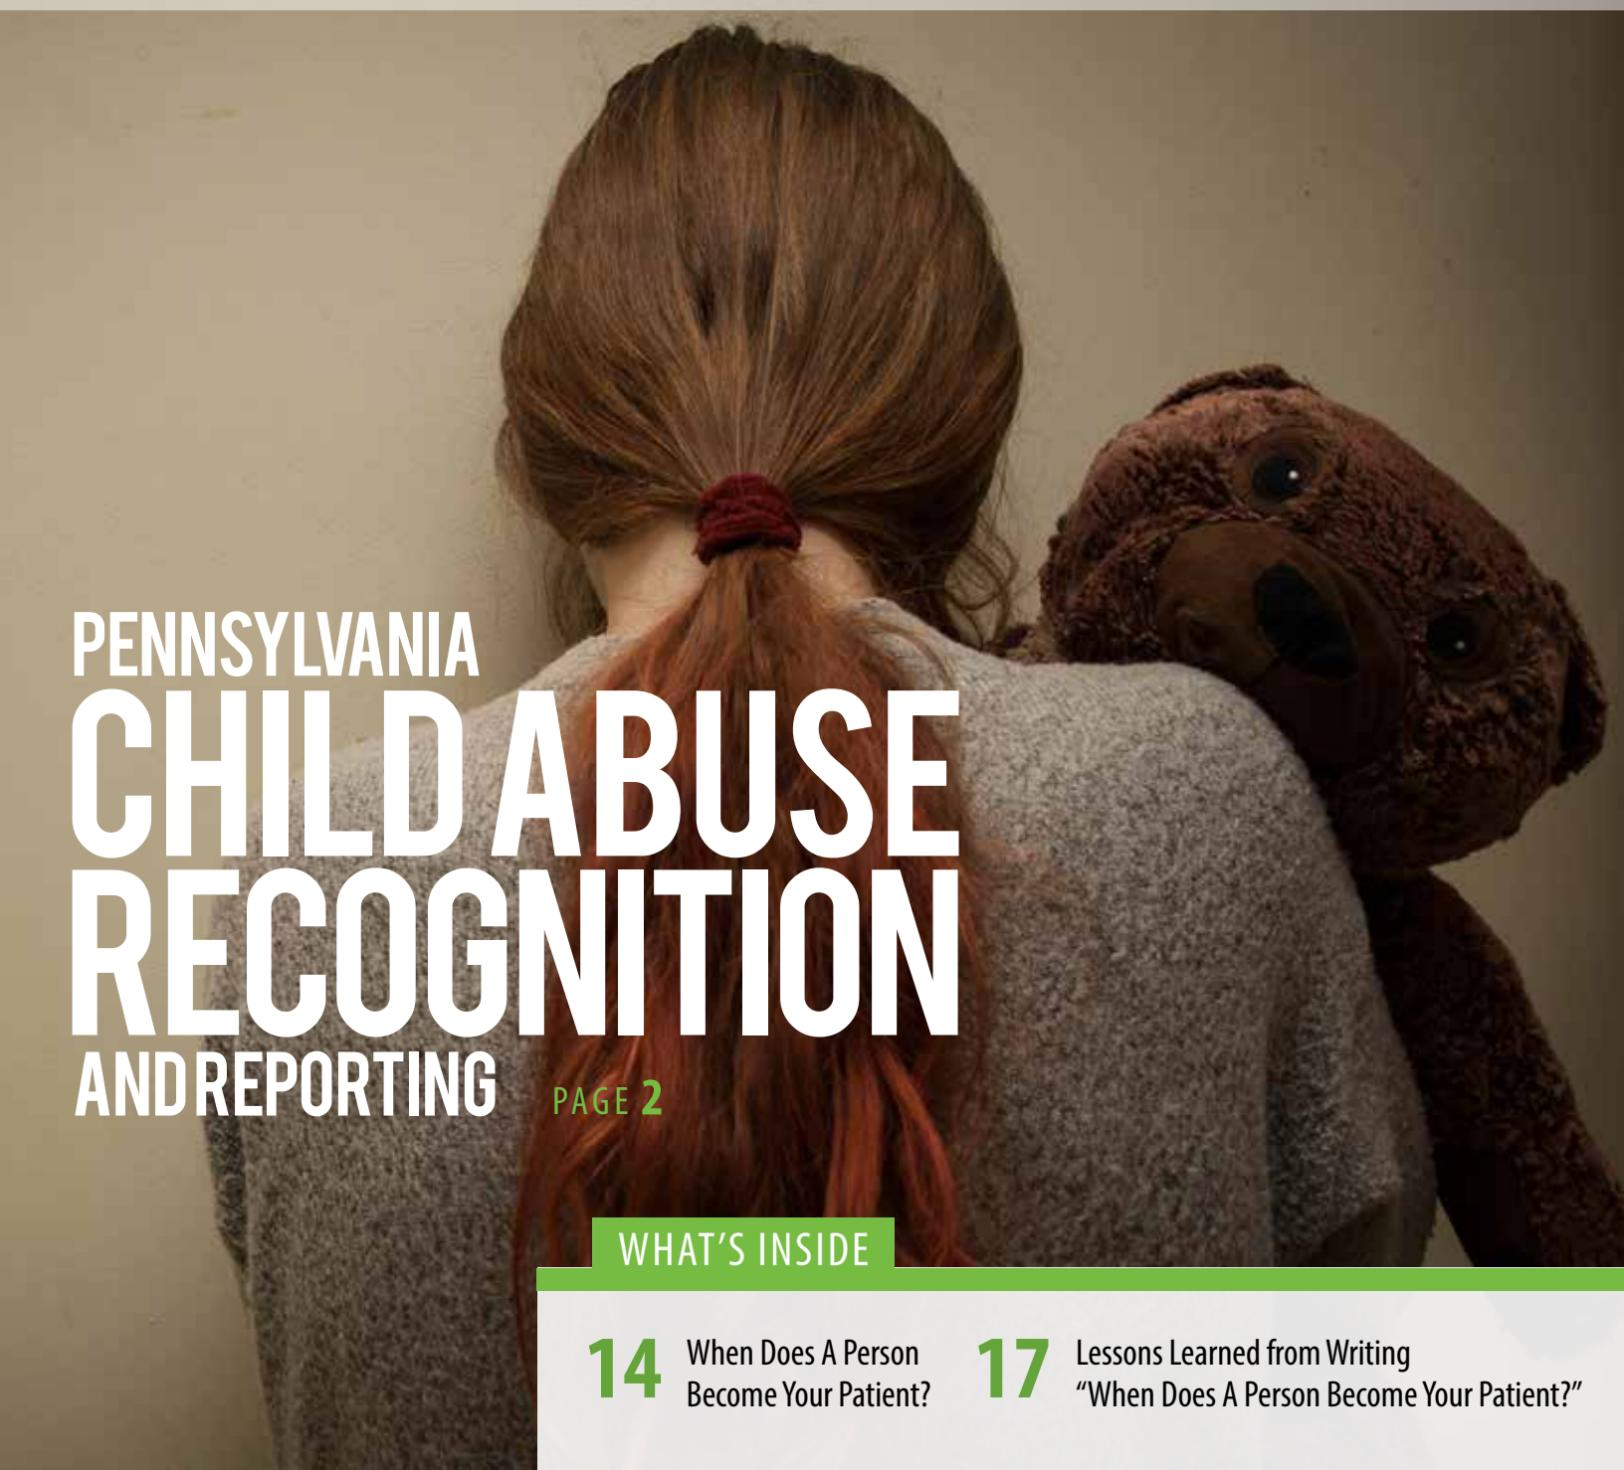 PENNSYLVANIA
CHILD ABUSE
RECOGNITION
AND REPORTING PAGE 2
WHAT'S INSIDE
14 When Does A Person
Become Your Patient?
17 Lessons Learned from Writing
“When Does A Person Become Your Patient?”